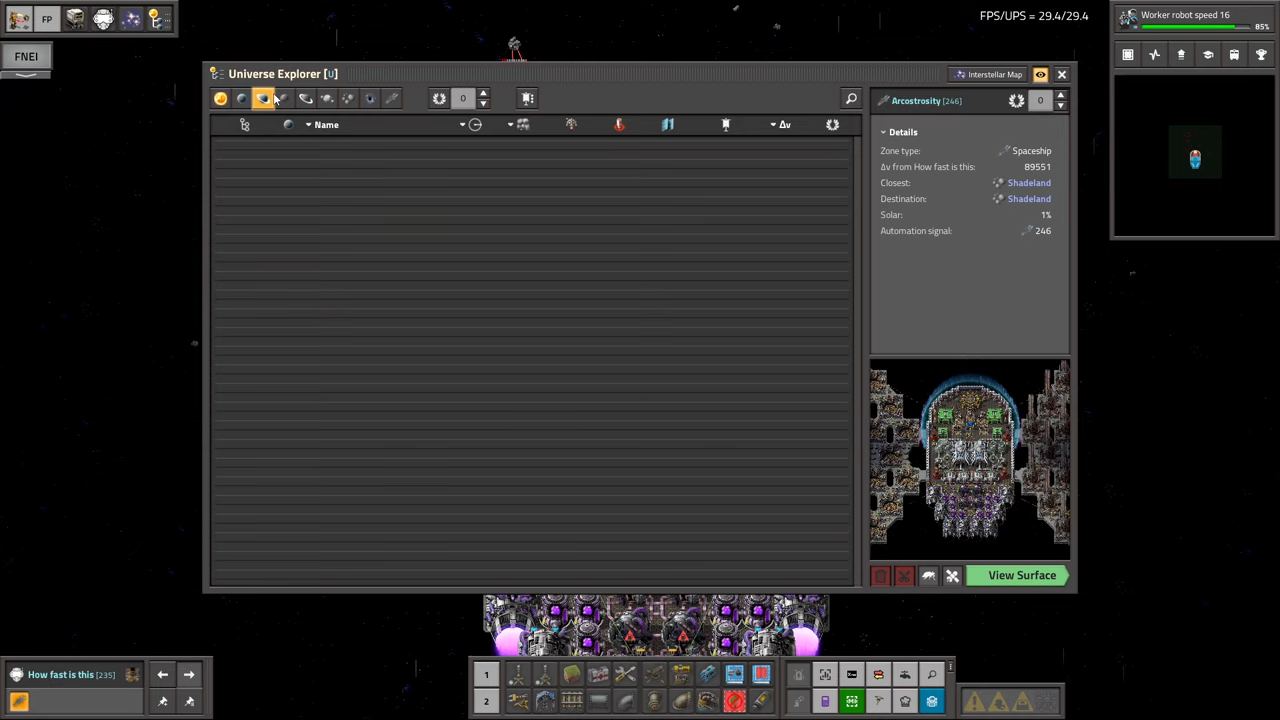 FP
FPS/UPS = 29.4/29.4
Worker robot speed 16
85%
FNEI
Universe Explorer [U]
Interstellar Map
0
Arcostrosity [246]
0
Name
Δv
Details
Zone type:
Spaceship
Δv from How fast is this:
89551
Closest:
Shadeland
Destination:
Shadeland
Solar:
1%
Automation signal:
246
View Surface
How fast is this [235]
1
2